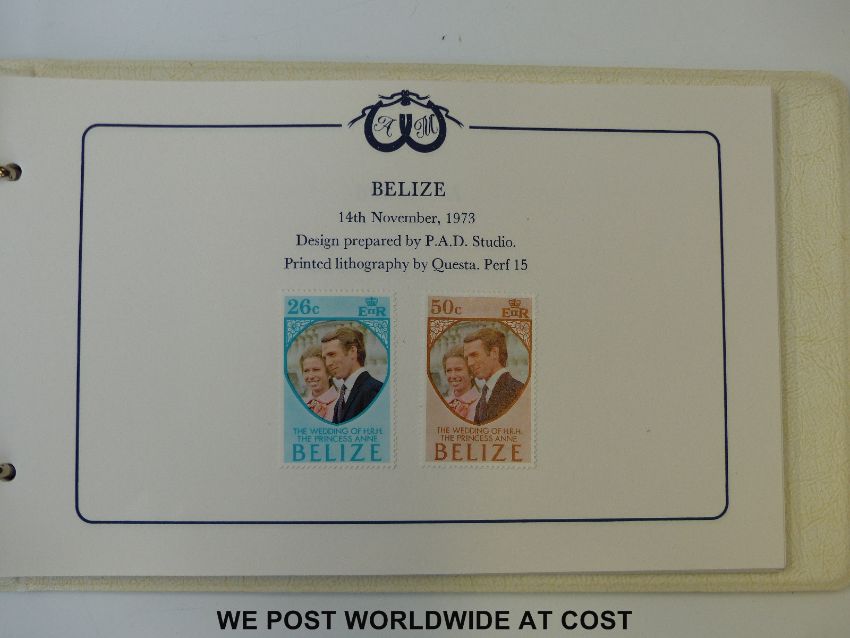 A M
BELIZE
14th November, 1973
Design prepared by P.A.D. Studio.
Printed lithography by Questa. Perf 15
26c
EIIR
THE WEDDING OF H.R.H.
THE PRINCESS ANNE
BELIZE
50c
EIIR
THE WEDDING OF H.R.H.
THE PRINCESS ANNE
BELIZE
WE POST WORLDWIDE AT COST